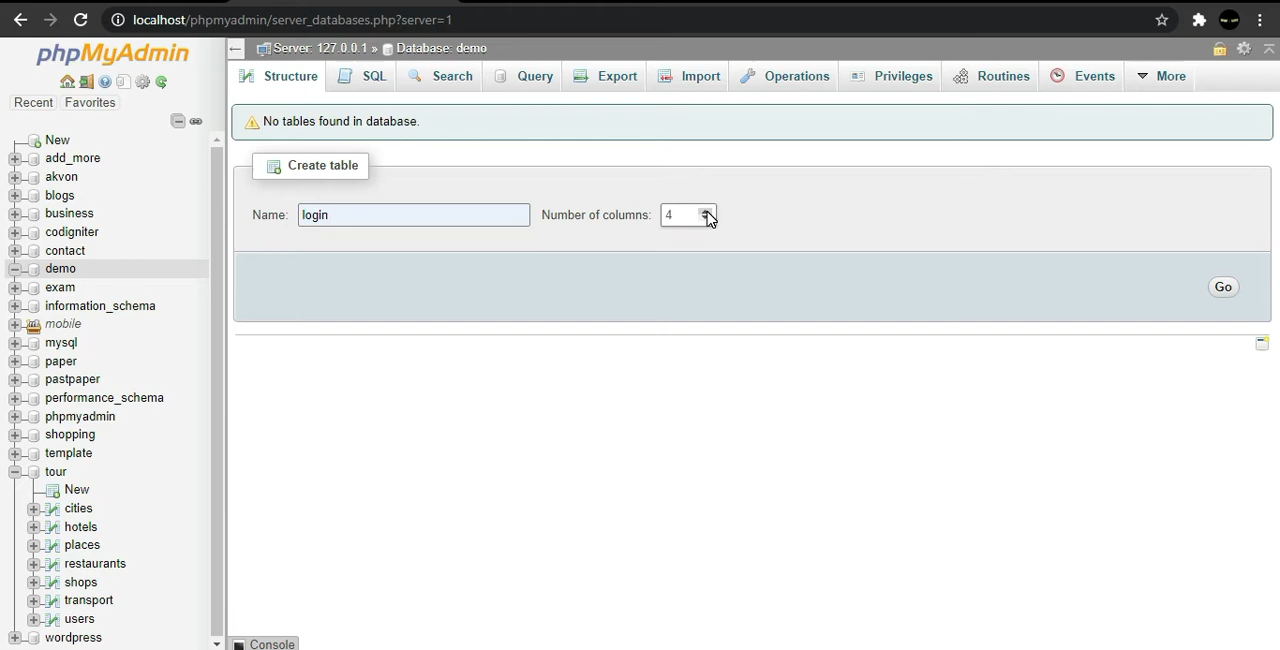 localhost/phpmyadmin/server_databases.php?server=1
phpMyAdmin
Recent Favorites
New
add_more
akvon
blogs
business
codigniter
contact
demo
exam
information_schema
mobile
mysql
paper
pastpaper
performance_schema
phpmyadmin
shopping
template
tour
New
cities
hotels
places
restaurants
shops
transport
users
wordpress
Server: 127.0.0.1 » Database: demo
Structure SQL Search Query Export Import Operations Privileges Routines Events More
No tables found in database.
Create table
Name: login Number of columns: 4
Go
Console